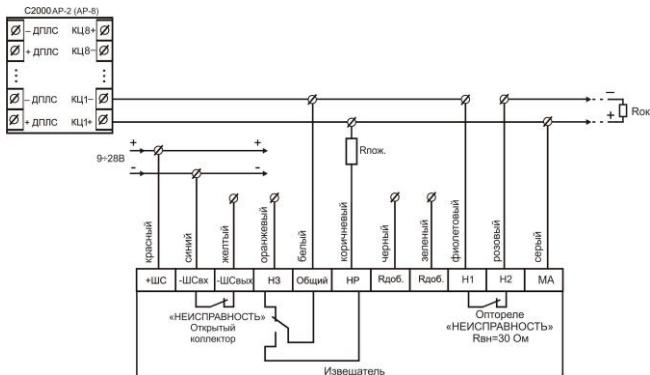 С2000АР-2 (АР-8)
– ДПЛС КЦ8+
+ ДПЛС КЦ8–
– ДПЛС КЦ1–
+ ДПЛС КЦ1+
–
+
Rок
+ +
9÷28В
- -
Rпож.
красный
синий
желтый
оранжевый
белый
коричневый
черный
зеленый
фиолетовый
розовый
серый
+ШС -ШСвх -ШСвых НЗ Общий НР Rдоб. Rдоб. Н1 Н2 МА
«НЕИСПРАВНОСТЬ»
Открытый
коллектор
Оптореле
«НЕИСПРАВНОСТЬ»
Rвн=30 Ом
Извещатель